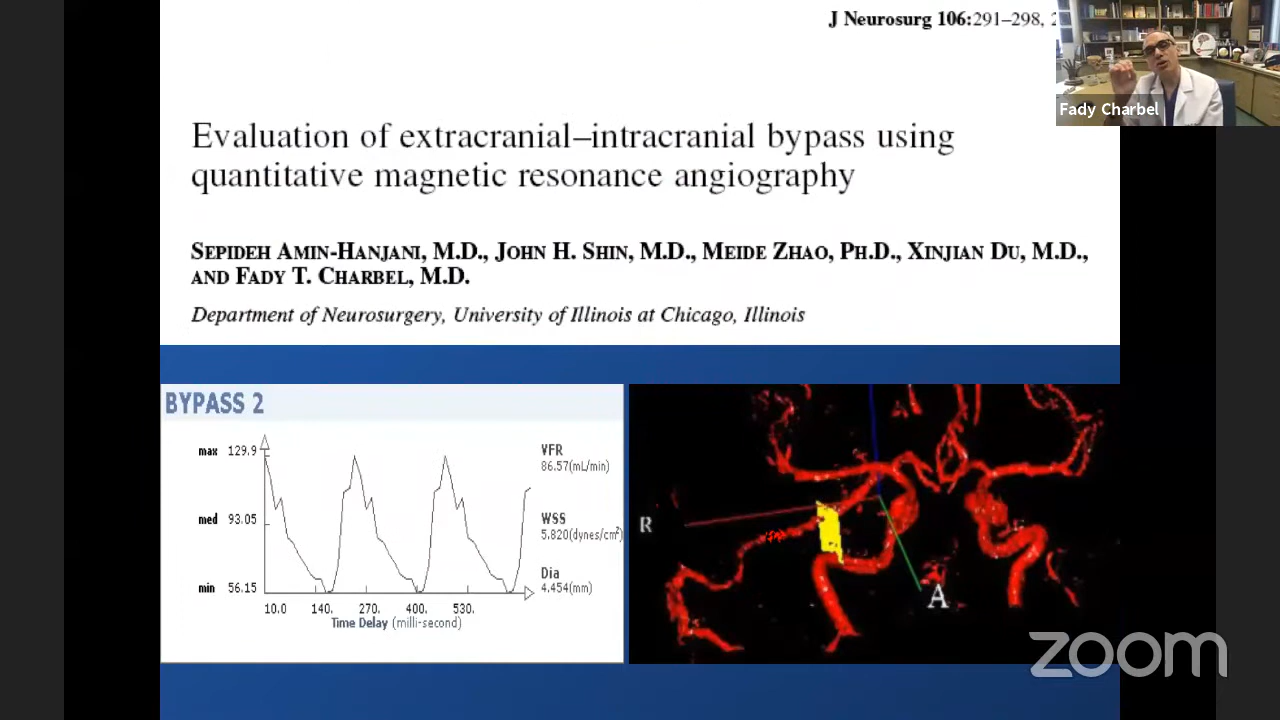 J Neurosurg 106:291–298,
Fady Charbel
Evaluation of extracranial–intracranial bypass using
quantitative magnetic resonance angiography
SEPIDEH AMIN-HANJANI, M.D., JOHN H. SHIN, M.D., MEIDE ZHAO, PH.D., XINJIAN DU, M.D.,
AND FADY T. CHARBEL, M.D.
Department of Neurosurgery, University of Illinois at Chicago, Illinois
BYPASS 2
max 129.9
VFR
86.57(mL/min)
med 93.05
WSS
5.820(dynes/cm²)
Dia
4.454(mm)
min 56.15
10.0 140. 270. 400. 530.
Time Delay (milli-second)
R
A
zoom